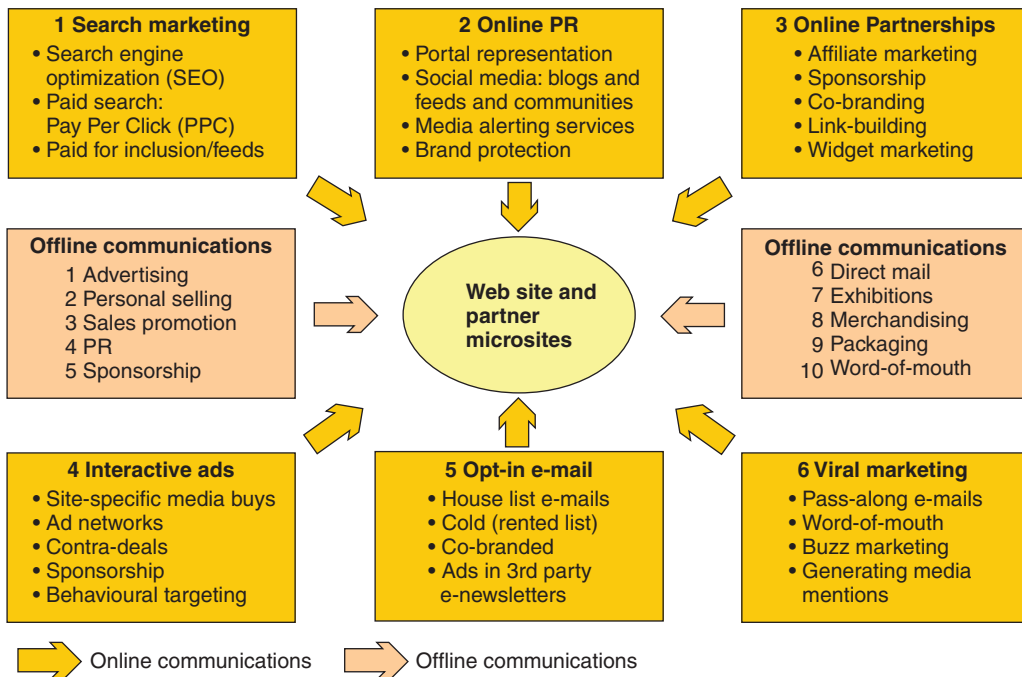 1 Search marketing
• Search engine
optimization (SEO)
• Paid search:
Pay Per Click (PPC)
• Paid for inclusion/feeds
2 Online PR
• Portal representation
• Social media: blogs and
feeds and communities
• Media alerting services
• Brand protection
3 Online Partnerships
• Affiliate marketing
• Sponsorship
• Co-branding
• Link-building
• Widget marketing
Offline communications
1 Advertising
2 Personal selling
3 Sales promotion
4 PR
5 Sponsorship
Web site and
partner
microsites
Offline communications
6 Direct mail
7 Exhibitions
8 Merchandising
9 Packaging
10 Word-of-mouth
4 Interactive ads
• Site-specific media buys
• Ad networks
• Contra-deals
• Sponsorship
• Behavioural targeting
5 Opt-in e-mail
• House list e-mails
• Cold (rented list)
• Co-branded
• Ads in 3rd party
e-newsletters
6 Viral marketing
• Pass-along e-mails
• Word-of-mouth
• Buzz marketing
• Generating media
mentions
Online communications
Offline communications